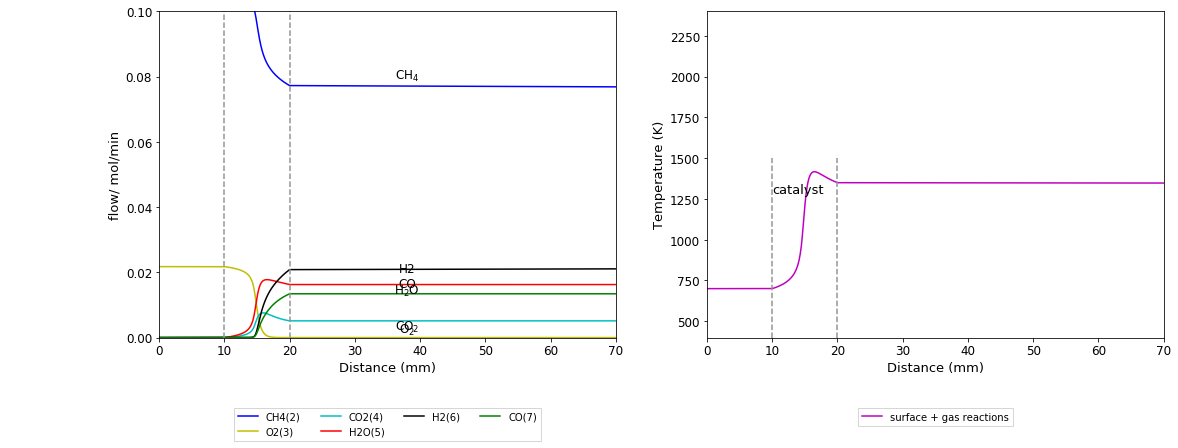 0.10
0.08
0.06
0.04
0.02
0.00
flow/ mol/min
CH₄
H2
CO
H₂O
CO₂
O₂
0 10 20 30 40 50 60 70
Distance (mm)
CH4(2) CO2(4) H2(6) CO(7)
O2(3) H2O(5)
2250
2000
1750
1500
1250
1000
750
500
Temperature (K)
catalyst
0 10 20 30 40 50 60 70
Distance (mm)
surface + gas reactions